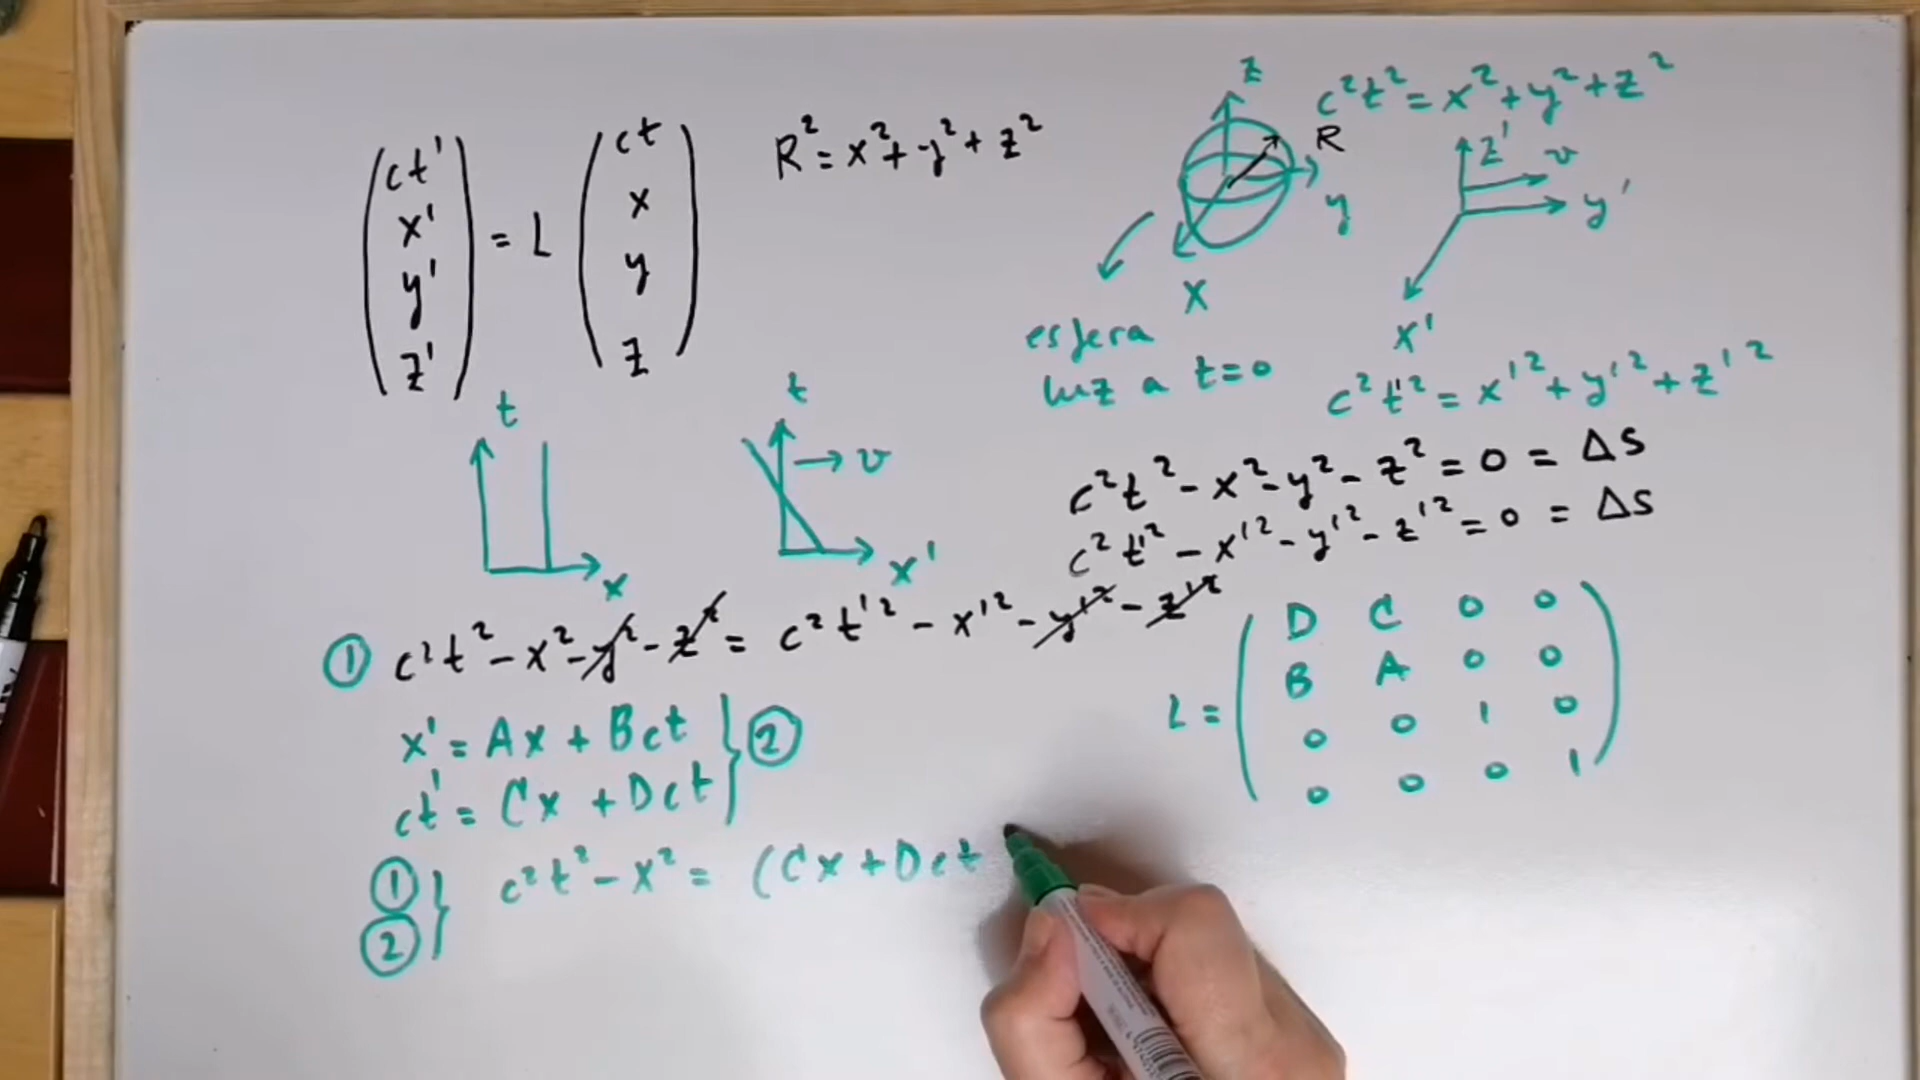 (ct' x' y' z') = L (ct x y z)
R² = x² + y² + z²
z
y
x
R
c²t² = x² + y² + z²
z'
v
y'
x'
esfera
luz a t=0
c²t'² = x'² + y'² + z'²
c²t² - x² - y² - z² = 0 = ΔS
c²t'² - x'² - y'² - z'² = 0 = ΔS
t
x
t
v
x'
① c²t² - x² - y² - z² = c²t'² - x'² - y'² - z'²
x' = Ax + Bct
ct' = Cx + Dct } ②
L = ( D C 0 0
B A 0 0
0 0 1 0
0 0 0 1 )
①
② } c²t² - x² = (Cx + Dct